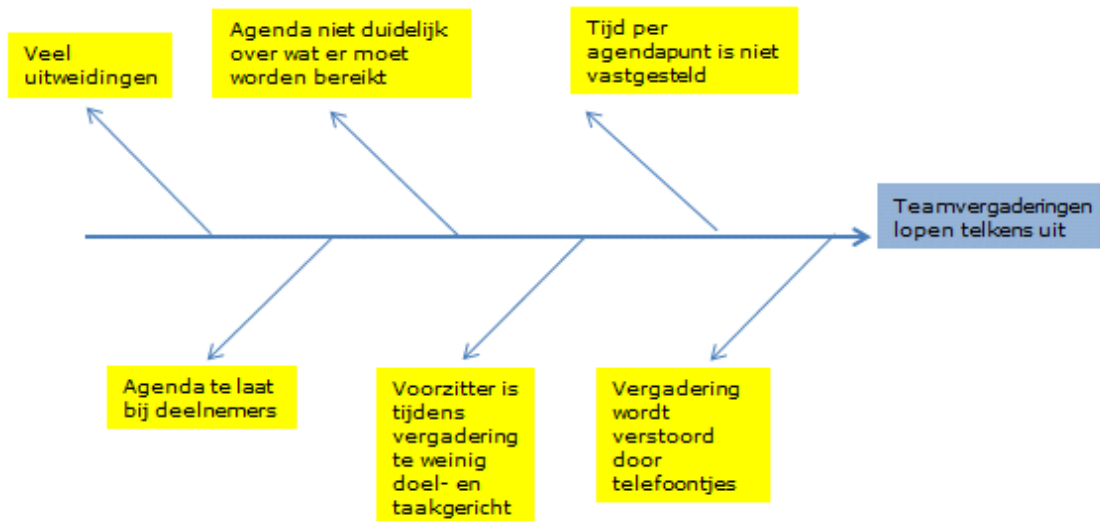 Veel
uitweidingen
Agenda niet duidelijk
over wat er moet
worden bereikt
Tijd per
agendapunt is niet
vastgesteld
Teamvergaderingen
lopen telkens uit
Agenda te laat
bij deelnemers
Voorzitter is
tijdens
vergadering
te weinig
doel- en
taakgericht
Vergadering
wordt
verstoord
door
telefoontjes